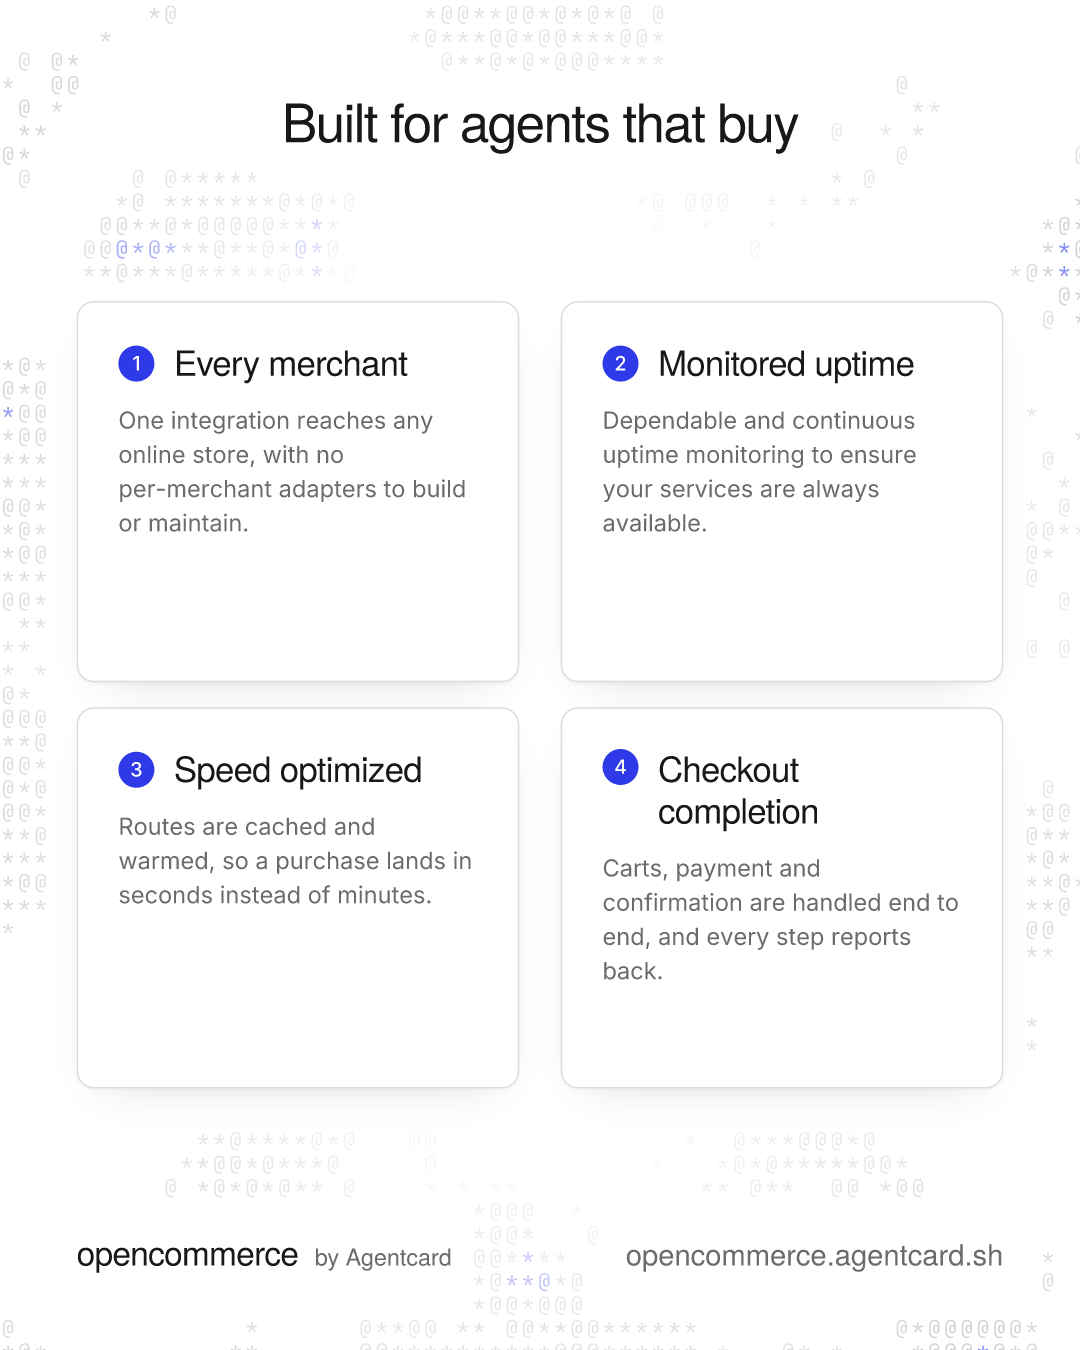 Built for agents that buy
1 Every merchant
One integration reaches any
online store, with no
per-merchant adapters to build
or maintain.
2 Monitored uptime
Dependable and continuous
uptime monitoring to ensure
your services are always
available.
3 Speed optimized
Routes are cached and
warmed, so a purchase lands in
seconds instead of minutes.
4 Checkout
completion
Carts, payment and
confirmation are handled end to
end, and every step reports
back.
opencommerce by Agentcard
opencommerce.agentcard.sh